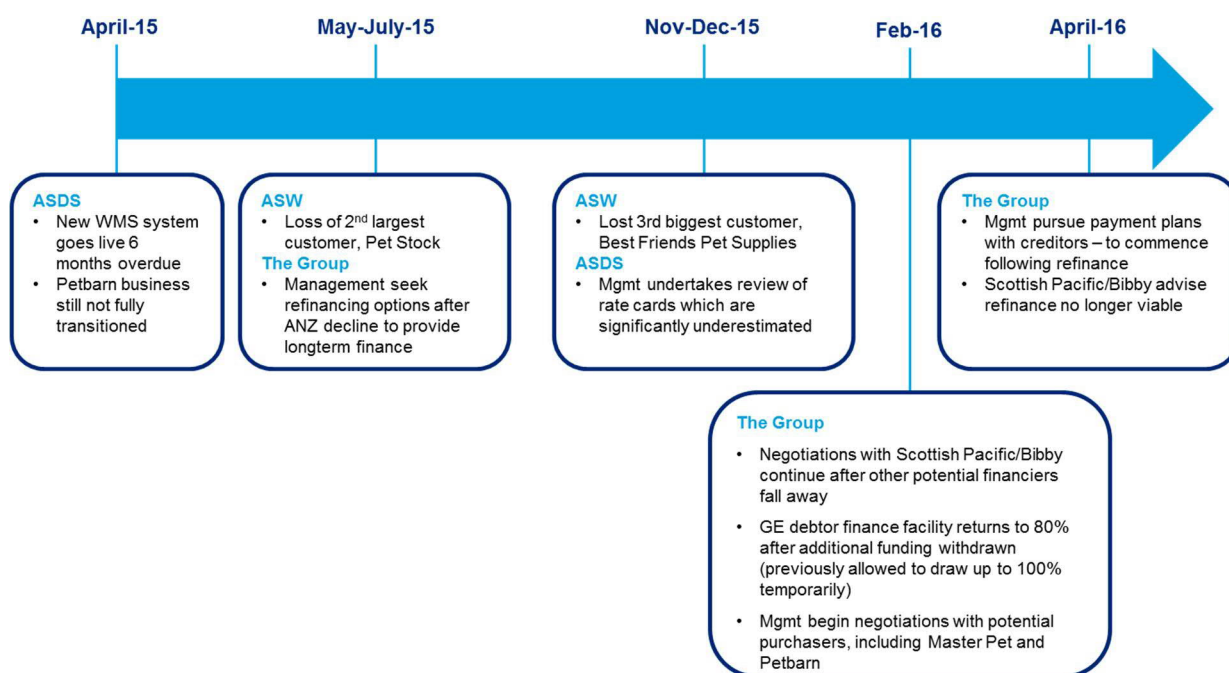 April-15
May-July-15
Nov-Dec-15
Feb-16
April-16
ASDS
• New WMS system
goes live 6
months overdue
• Petbarn business
still not fully
transitioned
ASW
• Loss of 2nd largest
customer, Pet Stock
The Group
• Management seek
refinancing options after
ANZ decline to provide
longterm finance
ASW
• Lost 3rd biggest customer,
Best Friends Pet Supplies
ASDS
• Mgmt undertakes review of
rate cards which are
significantly underestimated
The Group
• Mgmt pursue payment plans
with creditors – to commence
following refinance
• Scottish Pacific/Bibby advise
refinance no longer viable
The Group
• Negotiations with Scottish Pacific/Bibby
continue after other potential financiers
fall away
• GE debtor finance facility returns to 80%
after additional funding withdrawn
(previously allowed to draw up to 100%
temporarily)
• Mgmt begin negotiations with potential
purchasers, including Master Pet and
Petbarn